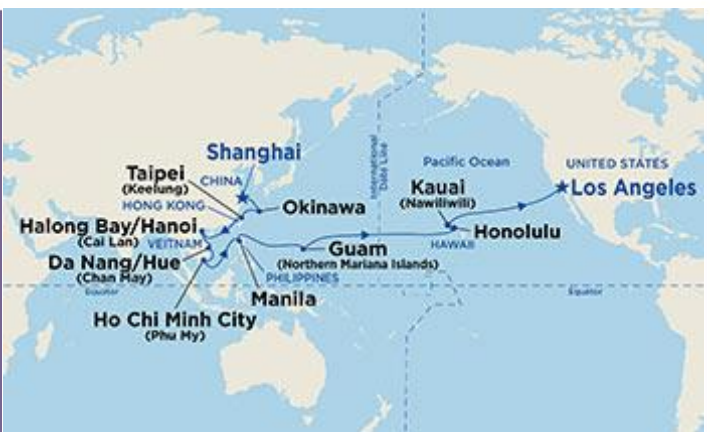 Shanghai
Taipei
(Keelung)
CHINA
HONG KONG
Okinawa
Halong Bay/Hanoi
(Cai Lan)
VEITNAM
Da Nang/Hue
(Chan May)
Ho Chi Minh City
(Phu My)
Manila
PHILIPPINES
Guam
(Northern Mariana Islands)
International
Date Line
Pacific Ocean
Kauai
(Nawiliwili)
Honolulu
HAWAII
UNITED STATES
Los Angeles
Equator
Equator